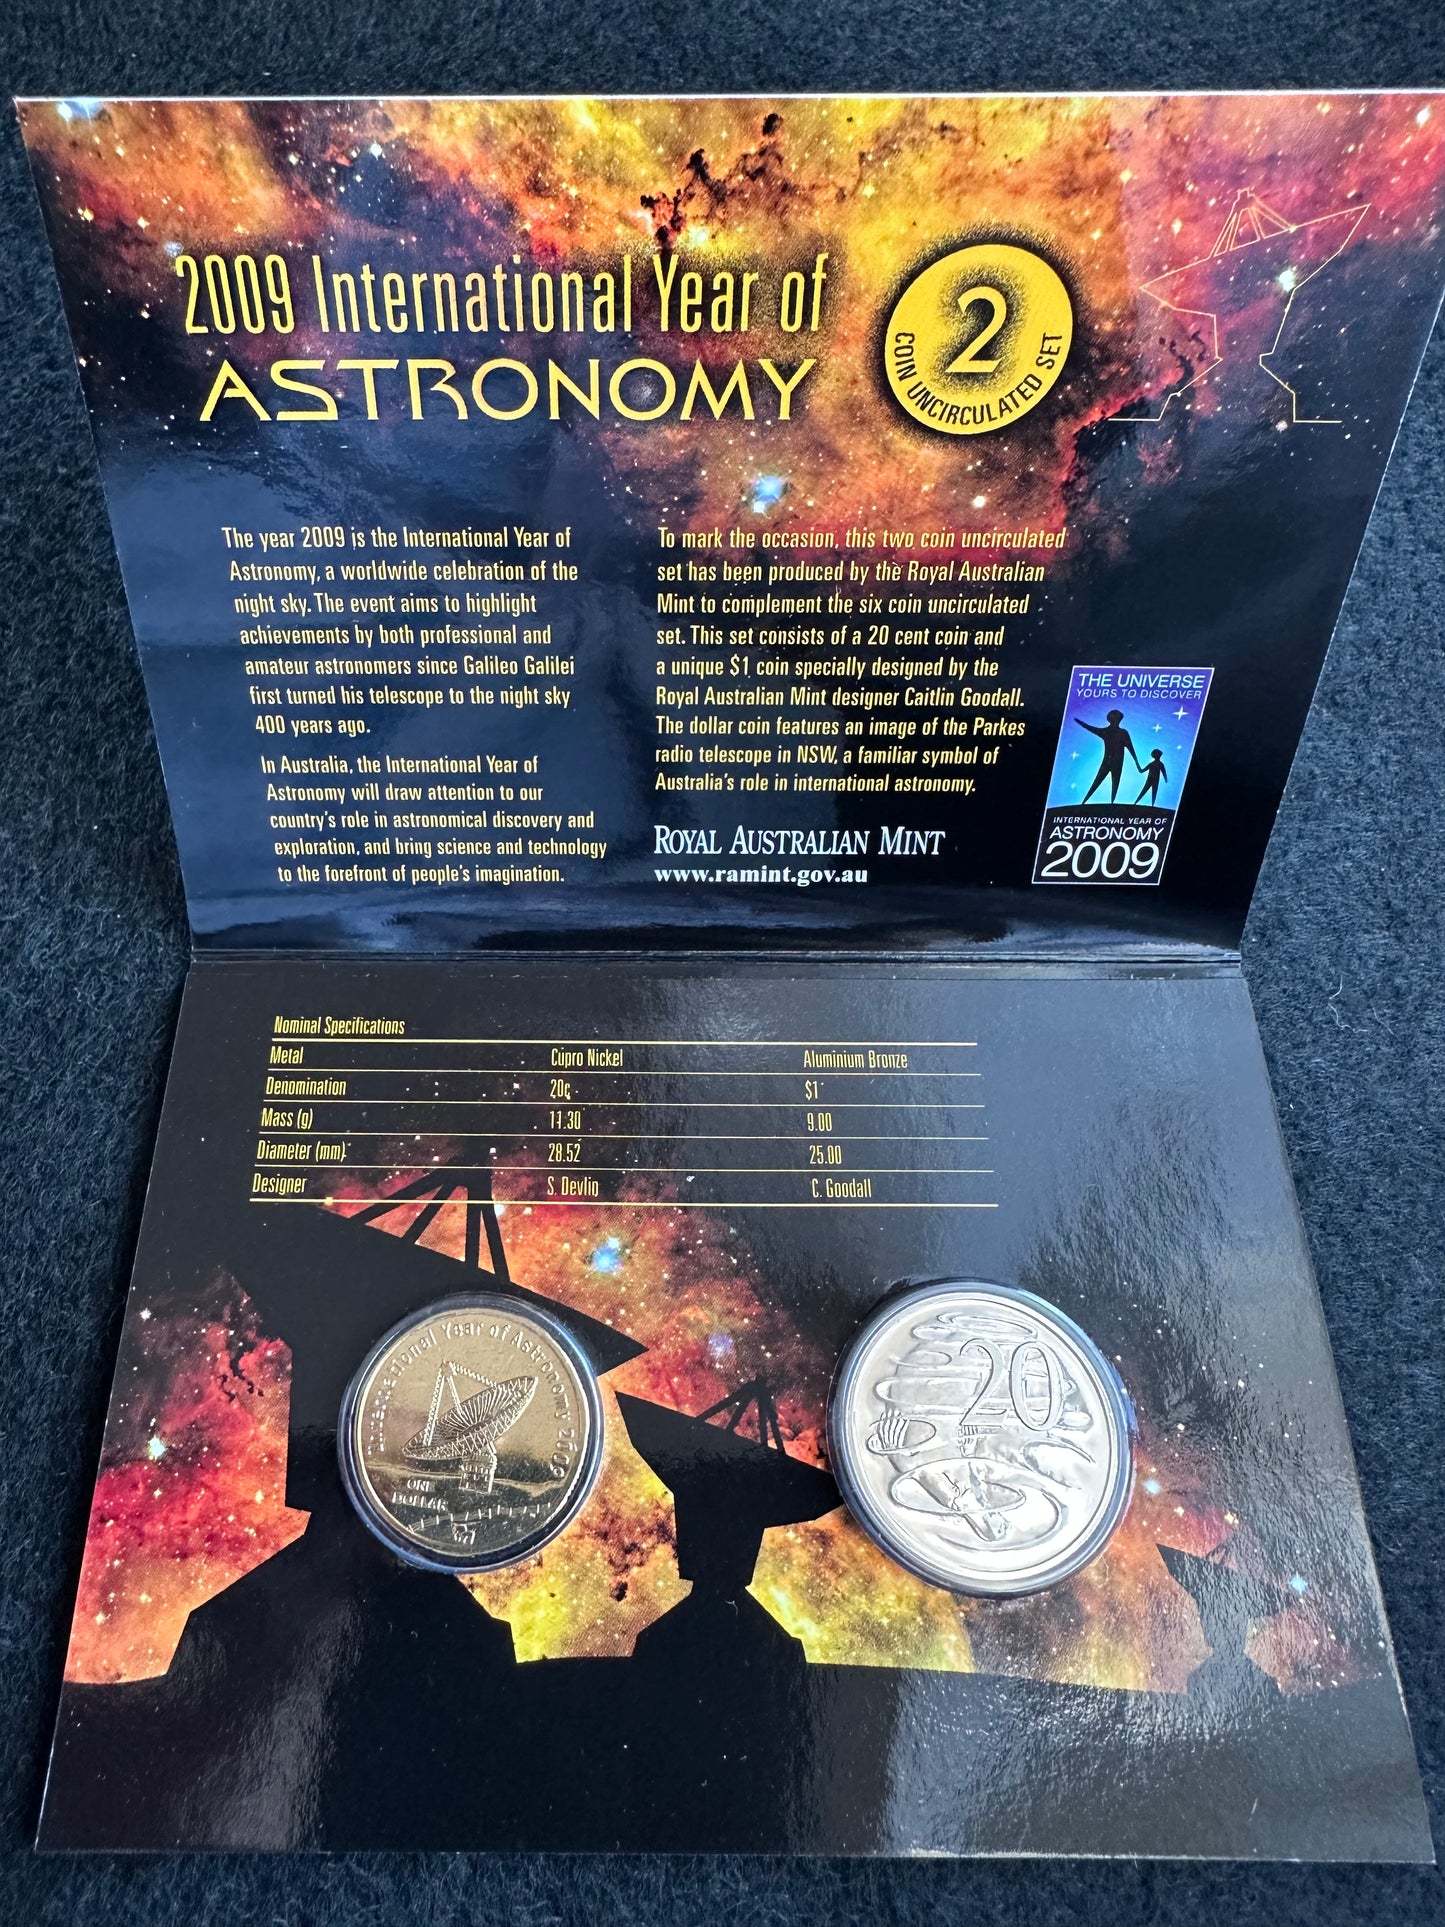 2009 International Year of
ASTRONOMY
2
COIN UNCIRCULATED SET
The year 2009 is the International Year of
Astronomy, a worldwide celebration of the
night sky. The event aims to highlight
achievements by both professional and
amateur astronomers since Galileo Galilei
first turned his telescope to the night sky
400 years ago.
In Australia, the International Year of
Astronomy will draw attention to our
country's role in astronomical discovery and
exploration, and bring science and technology
to the forefront of people's imagination.
To mark the occasion, this two coin uncirculated
set has been produced by the Royal Australian
Mint to complement the six coin uncirculated
set. This set consists of a 20 cent coin and
a unique $1 coin specially designed by the
Royal Australian Mint designer Caitlin Goodall.
The dollar coin features an image of the Parkes
radio telescope in NSW, a familiar symbol of
Australia's role in international astronomy.
ROYAL AUSTRALIAN MINT
www.ramint.gov.au
THE UNIVERSE
YOURS TO DISCOVER
INTERNATIONAL YEAR OF
ASTRONOMY
2009
Nominal Specifications
Metal Cupro Nickel Aluminium Bronze
Denomination 20c $1
Mass (g) 11.30 9.00
Diameter (mm) 28.52 25.00
Designer S. Devlin C. Goodall
International Year of Astronomy 2009
ONE
DOLLAR
20